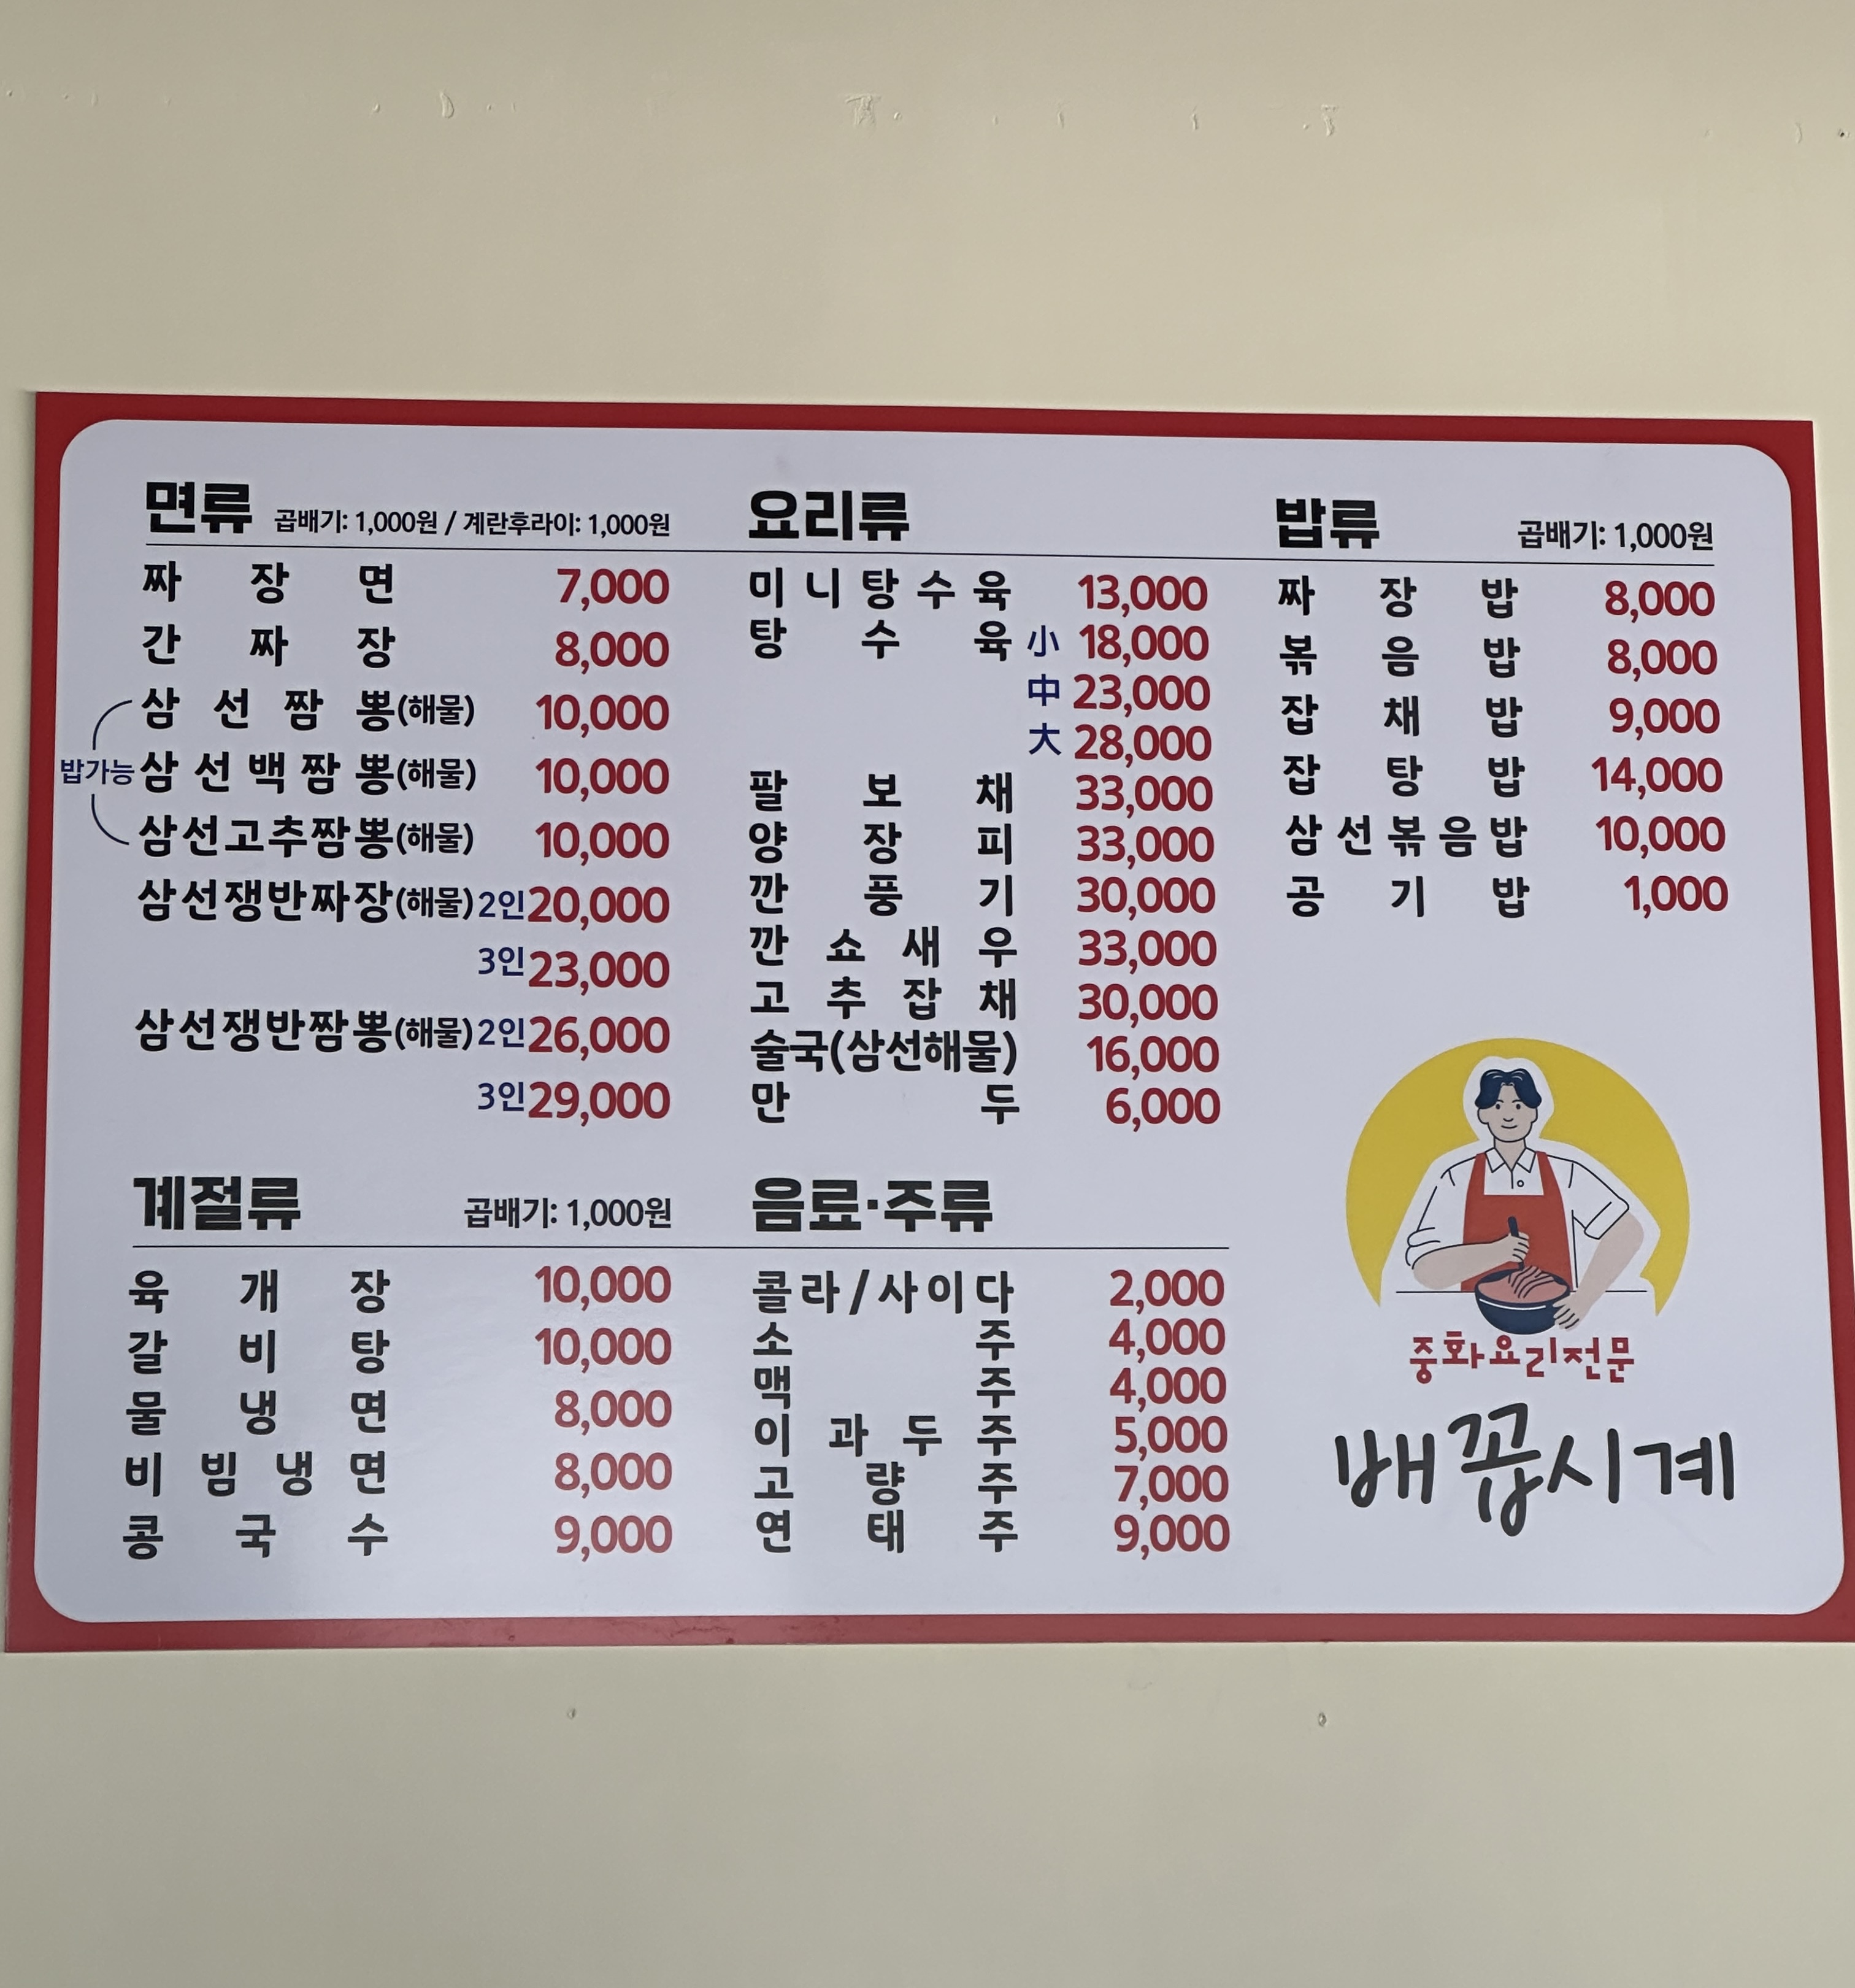 면류 곱배기: 1,000원 / 계란후라이: 1,000원
짜장면 7,000
간짜장 8,000
삼선짬뽕(해물) 10,000
밥가능 삼선백짬뽕(해물) 10,000
삼선고추짬뽕(해물) 10,000
삼선쟁반짜장(해물) 2인 20,000
3인 23,000
삼선쟁반짬뽕(해물) 2인 26,000
3인 29,000
계절류 곱배기: 1,000원
육개장 10,000
갈비탕 10,000
물냉면 8,000
비빔냉면 8,000
콩국수 9,000
요리류
미니탕수육 13,000
탕수육 小 18,000
中 23,000
大 28,000
팔보채 33,000
양장피 33,000
깐풍기 30,000
깐쇼새우 33,000
고추잡채 30,000
술국(삼선해물) 16,000
만두 6,000
음료·주류
콜라/사이다 2,000
소주 4,000
맥주 4,000
이과두주 5,000
고량주 7,000
연태주 9,000
밥류 곱배기: 1,000원
짜장밥 8,000
볶음밥 8,000
잡채밥 9,000
잡탕밥 14,000
삼선볶음밥 10,000
공기밥 1,000
중화요리전문
배꼽시계